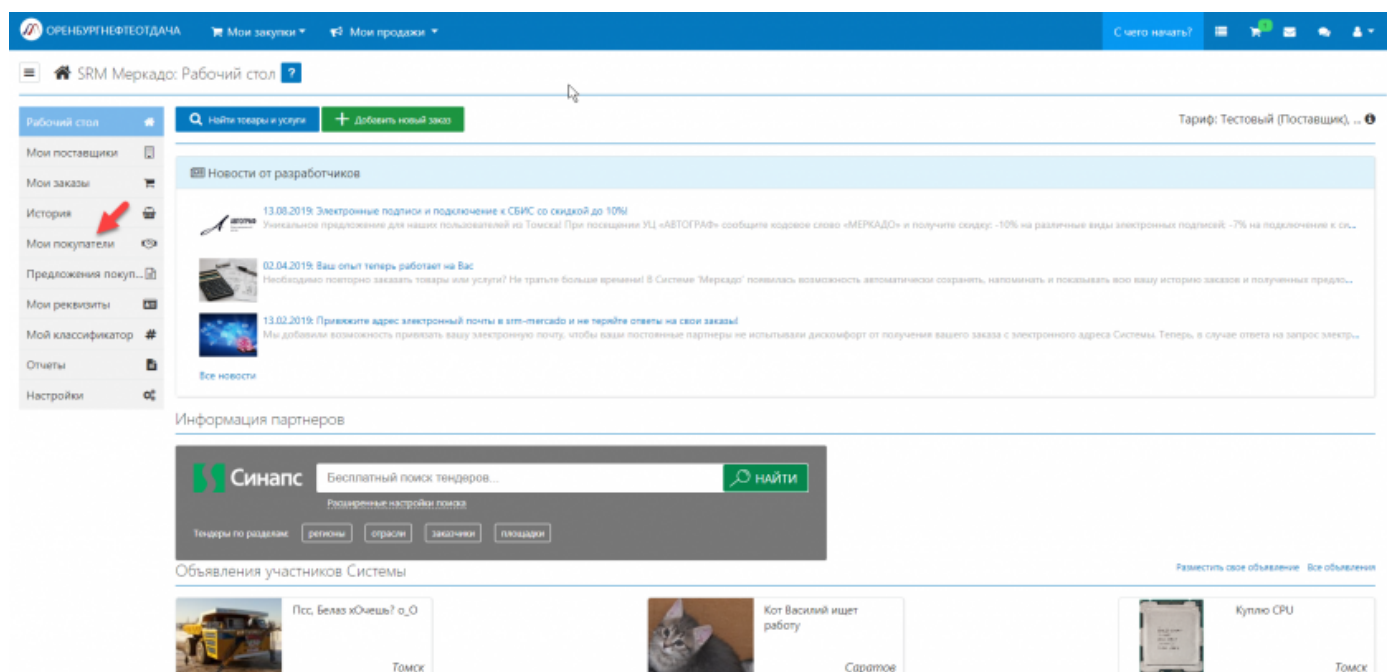 ОРЕНБУРГНЕФТЕОТДАЧА Мои закупки Мои продажи С чего начать?
SRM Меркадо: Рабочий стол ?
Рабочий стол
Мои поставщики
Мои заказы
История
Мои покупатели
Предложения покуп...
Мои реквизиты
Мой классификатор #
Отчеты
Настройки
Найти товары и услуги + Добавить новый заказ Тариф: Тестовый (Поставщик), ...
Новости от разработчиков
13.08.2019: Электронные подписи и подключение к СБИС со скидкой до 10%!
Уникальное предложение для наших пользователей из Томска! При посещении УЦ «АВТОГРАФ» сообщите кодовое слово «МЕРКАДО» и получите скидку: -10% на различные виды электронных подписей; -7% на подключение к си...
02.04.2019: Ваш опыт теперь работает на Вас
Необходимо повторно заказать товары или услуги? Не тратьте больше времени! В Системе 'Меркадо' появилась возможность автоматически сохранять, напоминать и показывать всю вашу историю заказов и полученных предло...
13.02.2019: Привяжите адрес электронный почты в srm-mercado и не теряйте ответы на свои заказы!
Мы добавили возможность привязать вашу электронную почту, чтобы ваши постоянные партнеры не испытывали дискомфорт от получения вашего заказа с электронного адреса Системы. Теперь, в случае ответа на запрос электр...
Все новости
Информация партнеров
Синапс Бесплатный поиск тендеров... НАЙТИ
Расширенные настройки поиска
Тендеры по разделам: регионы отрасли заказчики площадки
Объявления участников Системы Разместить свое объявление Все объявления
Псс, Белаз хОчешь? о_О
Томск
Кот Василий ищет
работу
Саратов
Куплю CPU
Томск